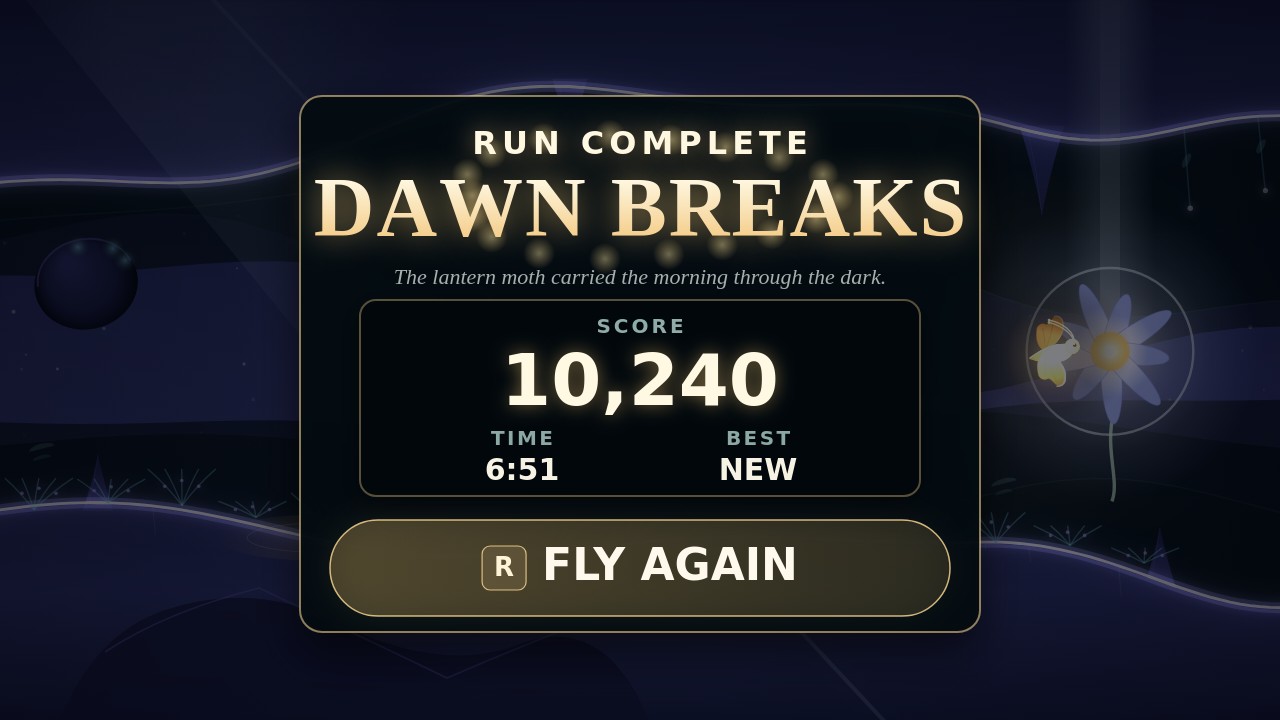 RUN COMPLETE
DAWN BREAKS
The lantern moth carried the morning through the dark.
SCORE
10,240
TIME BEST
6:51 NEW
R FLY AGAIN